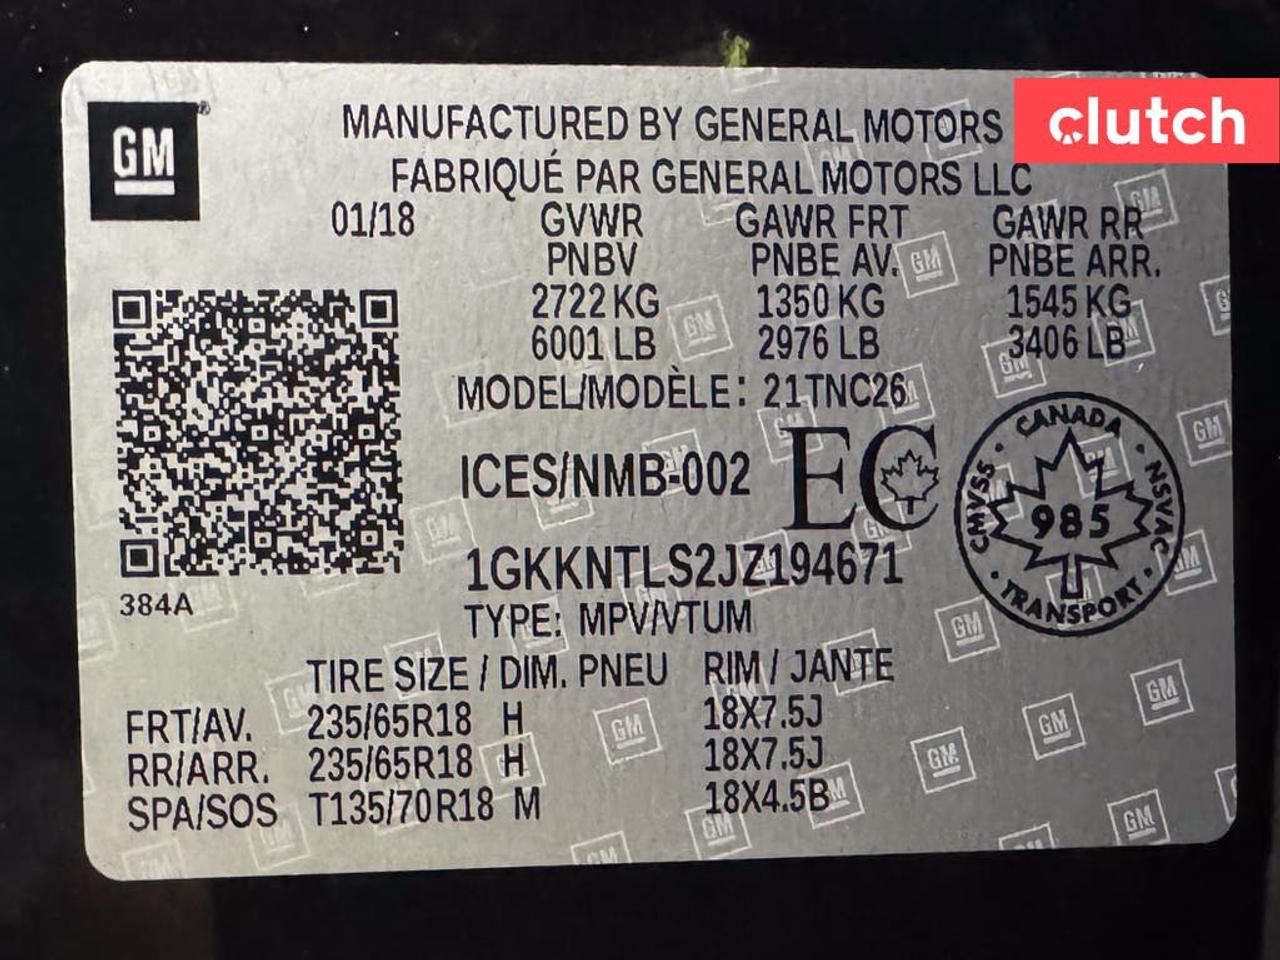 GM
clutch
MANUFACTURED BY GENERAL MOTORS
FABRIQUÉ PAR GENERAL MOTORS LLC
01/18 GVWR GAWR FRT GAWR RR
PNBV PNBE AV. PNBE ARR.
2722 KG 1350 KG 1545 KG
6001 LB 2976 LB 3406 LB
MODEL/MODÈLE: 21TNC26
ICES/NMB-002 EC
CANADA
CMVSS 985 NSVAC
TRANSPORT
1GKKNTLS2JZ194671
384A
TYPE: MPV/VTUM
TIRE SIZE / DIM. PNEU RIM / JANTE
FRT/AV. 235/65R18 H 18X7.5J
RR/ARR. 235/65R18 H 18X7.5J
SPA/SOS T135/70R18 M 18X4.5B